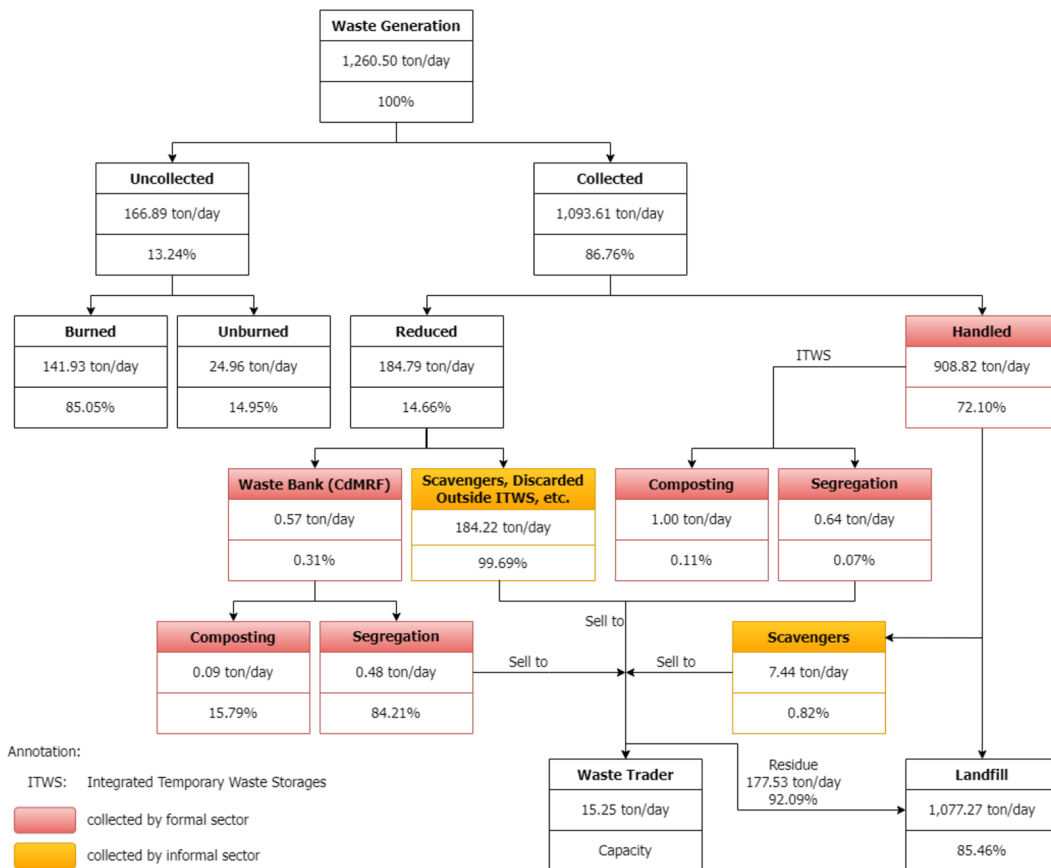 Waste Generation
1,260.50 ton/day
100%
Uncollected
166.89 ton/day
13.24%
Collected
1,093.61 ton/day
86.76%
Burned
141.93 ton/day
85.05%
Unburned
24.96 ton/day
14.95%
Reduced
184.79 ton/day
14.66%
Handled
908.82 ton/day
72.10%
ITWS
Waste Bank (CdMRF)
0.57 ton/day
0.31%
Scavengers, Discarded
Outside ITWS, etc.
184.22 ton/day
99.69%
Composting
1.00 ton/day
0.11%
Segregation
0.64 ton/day
0.07%
Sell to
Composting
0.09 ton/day
15.79%
Segregation
0.48 ton/day
84.21%
Sell to
Sell to
Scavengers
7.44 ton/day
0.82%
Waste Trader
15.25 ton/day
Capacity
Residue
177.53 ton/day
92.09%
Landfill
1,077.27 ton/day
85.46%
Annotation:
ITWS: Integrated Temporary Waste Storages
collected by formal sector
collected by informal sector